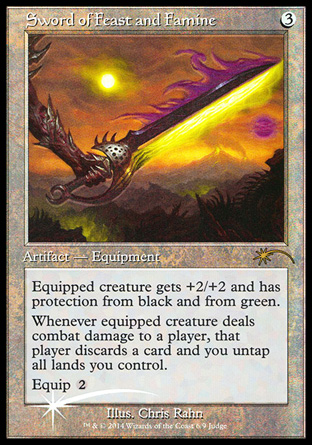 Sword of Feast and Famine 3
Artifact — Equipment
Equipped creature gets +2/+2 and has
protection from black and from green.
Whenever equipped creature deals
combat damage to a player, that
player discards a card and you untap
all lands you control.
Equip 2
Illus. Chris Rahn
™ & © 2014 Wizards of the Coast 6/9 Judge